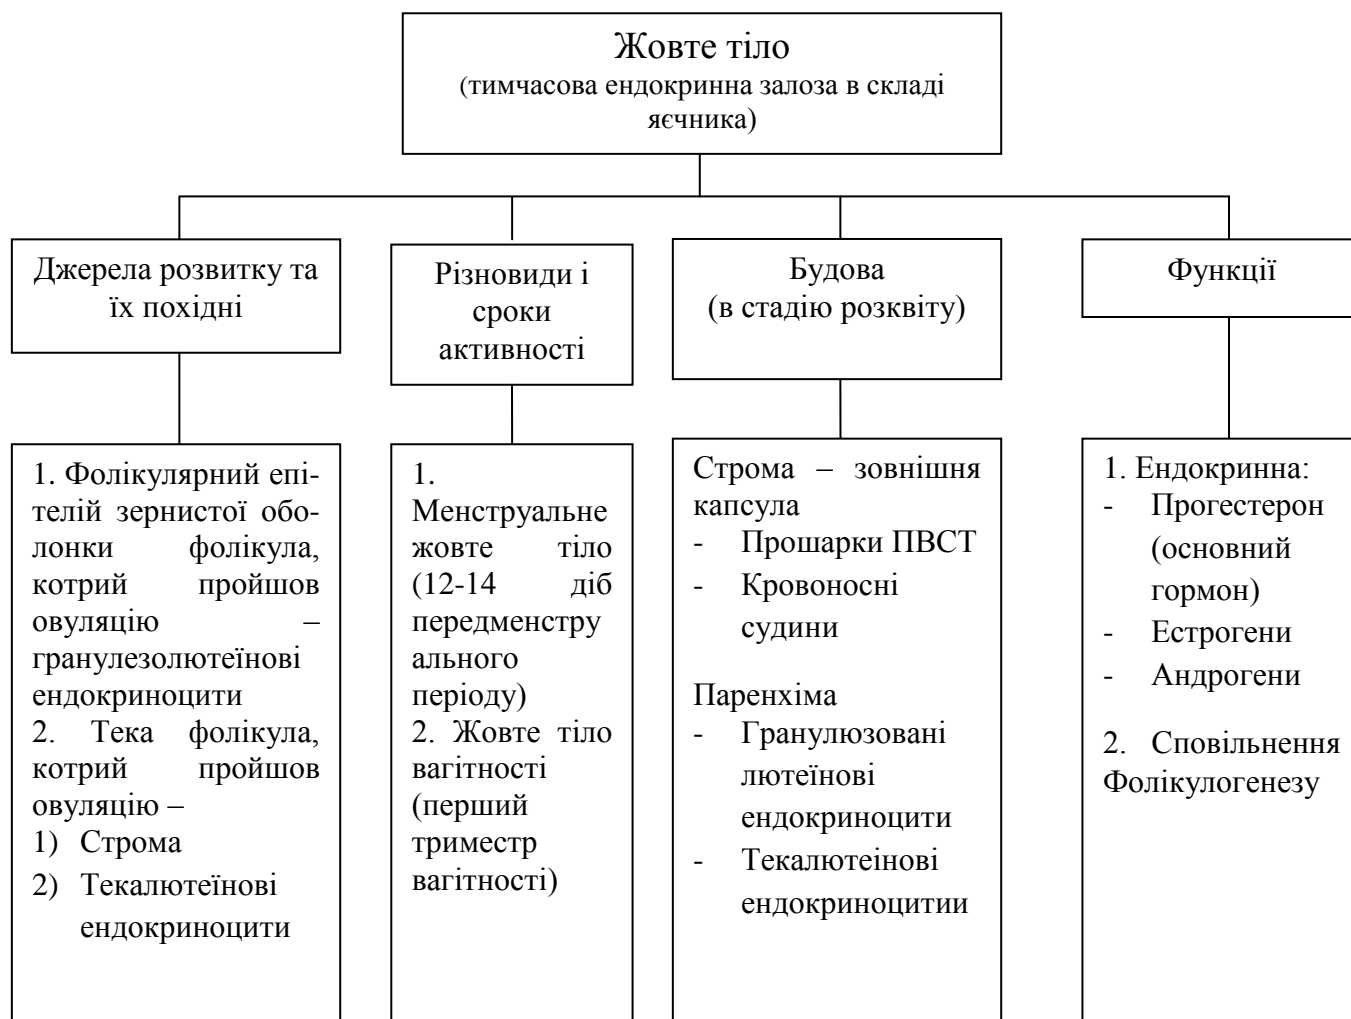 Жовте тіло
(тимчасова ендокринна залоза в складі
яєчника)
Джерела розвитку та
їх похідні
Різновиди і
сроки
активності
Будова
(в стадію розквіту)
Функції
1. Фолікулярний епі-
телій зернистої обо-
лонки фолікула,
котрий пройшов
овуляцію –
гранулезолютеїнові
ендокриноцити
2. Тека фолікула,
котрий пройшов
овуляцію –
1) Строма
2) Текалютеїнові
ендокриноцити
1.
Менструальне
жовте тіло
(12-14 діб
передменстру
ального
періоду)
2. Жовте тіло
вагітності
(перший
триместр
вагітності)
Строма – зовнішня
капсула
- Прошарки ПВСТ
- Кровоносні
судини
Паренхіма
- Гранулюзовані
лютеїнові
ендокриноцити
- Текалютеінові
ендокриноцитии
1. Ендокринна:
- Прогестерон
(основний
гормон)
- Естрогени
- Андрогени
2. Сповільнення
Фолікулогенезу